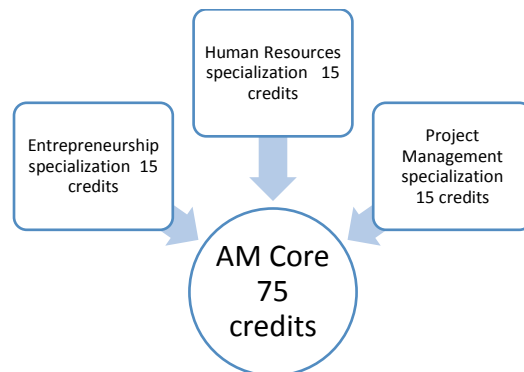 Human Resources
specialization 15
credits
Entrepreneurship
specialization 15
credits
Project
Management
specialization
15 credits
AM Core
75
credits